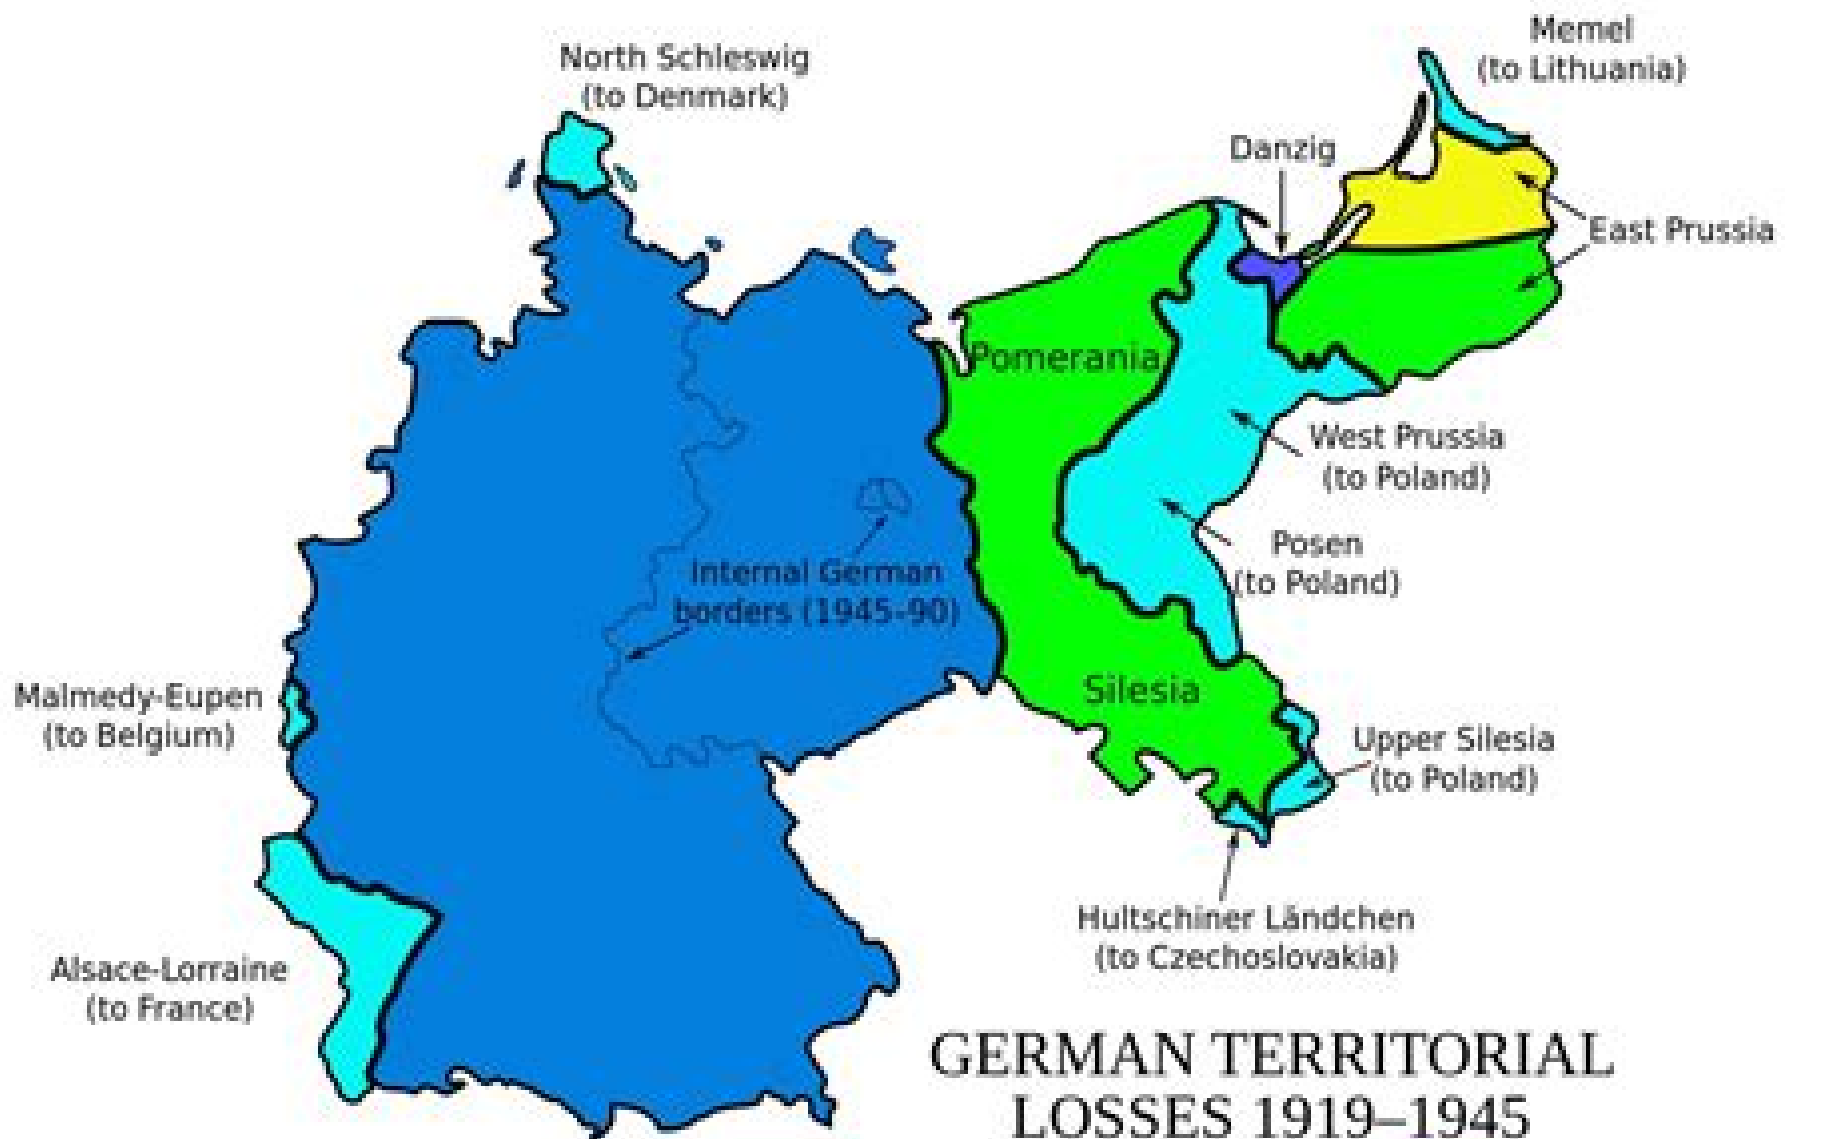 Memel
(to Lithuania)
North Schleswig
(to Denmark)
Danzig
East Prussia
Pomerania
West Prussia
(to Poland)
Posen
(to Poland)
Internal German
borders (1945-90)
Malmedy-Eupen
(to Belgium)
Silesia
Upper Silesia
(to Poland)
Hultschiner Ländchen
(to Czechoslovakia)
Alsace-Lorraine
(to France)
GERMAN TERRITORIAL
LOSSES 1919–1945